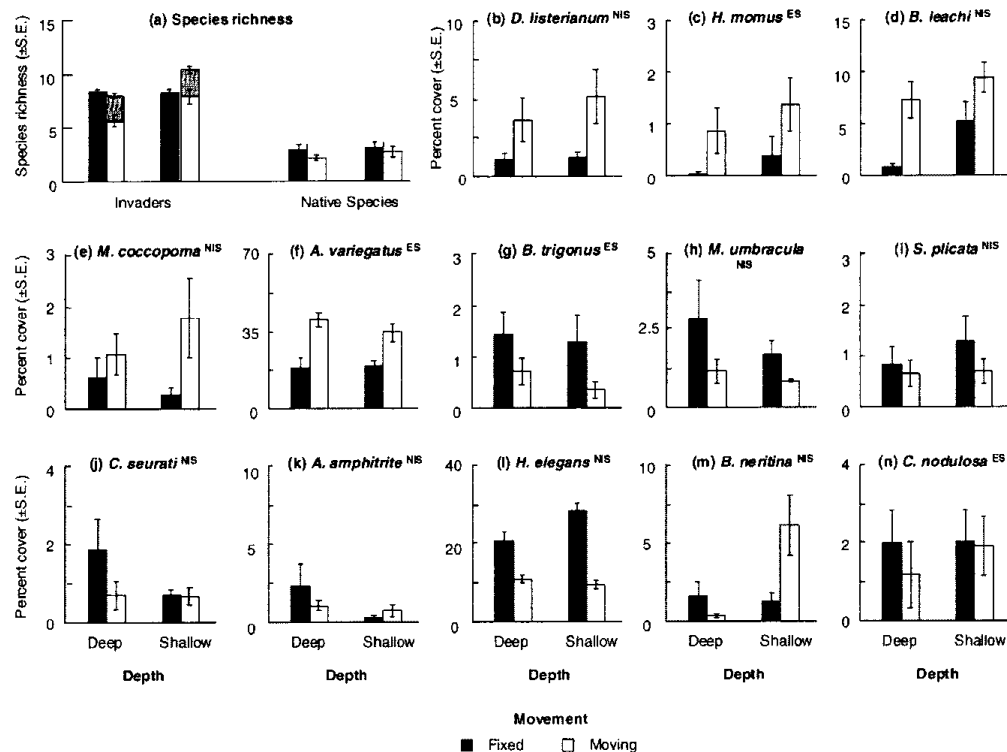 (a) Species richness
(b) D. listerianum NIS
(c) H. momus ES
(d) B. leachi NIS
Species richness (±S.E.)
15
10
5
0
Invaders
Native Species
Percent cover (±S.E.)
10
5
0
3
2
1
0
15
10
5
0
(e) M. coccopoma NIS
(f) A. variegatus ES
(g) B. trigonus ES
(h) M. umbracula NIS
(i) S. plicata NIS
Percent cover (±S.E.)
3
2
1
0
70
35
0
3
2
1
0
5
2.5
0
3
2
1
0
(j) C. seurati NIS
(k) A. amphitrite NIS
(l) H. elegans NIS
(m) B. neritina NIS
(n) C. nodulosa ES
Percent cover (±S.E.)
4
2
0
10
5
0
40
20
0
10
5
0
4
2
0
Deep Shallow
Deep Shallow
Deep Shallow
Deep Shallow
Deep Shallow
Depth
Depth
Depth
Depth
Depth
Movement
Fixed
Moving